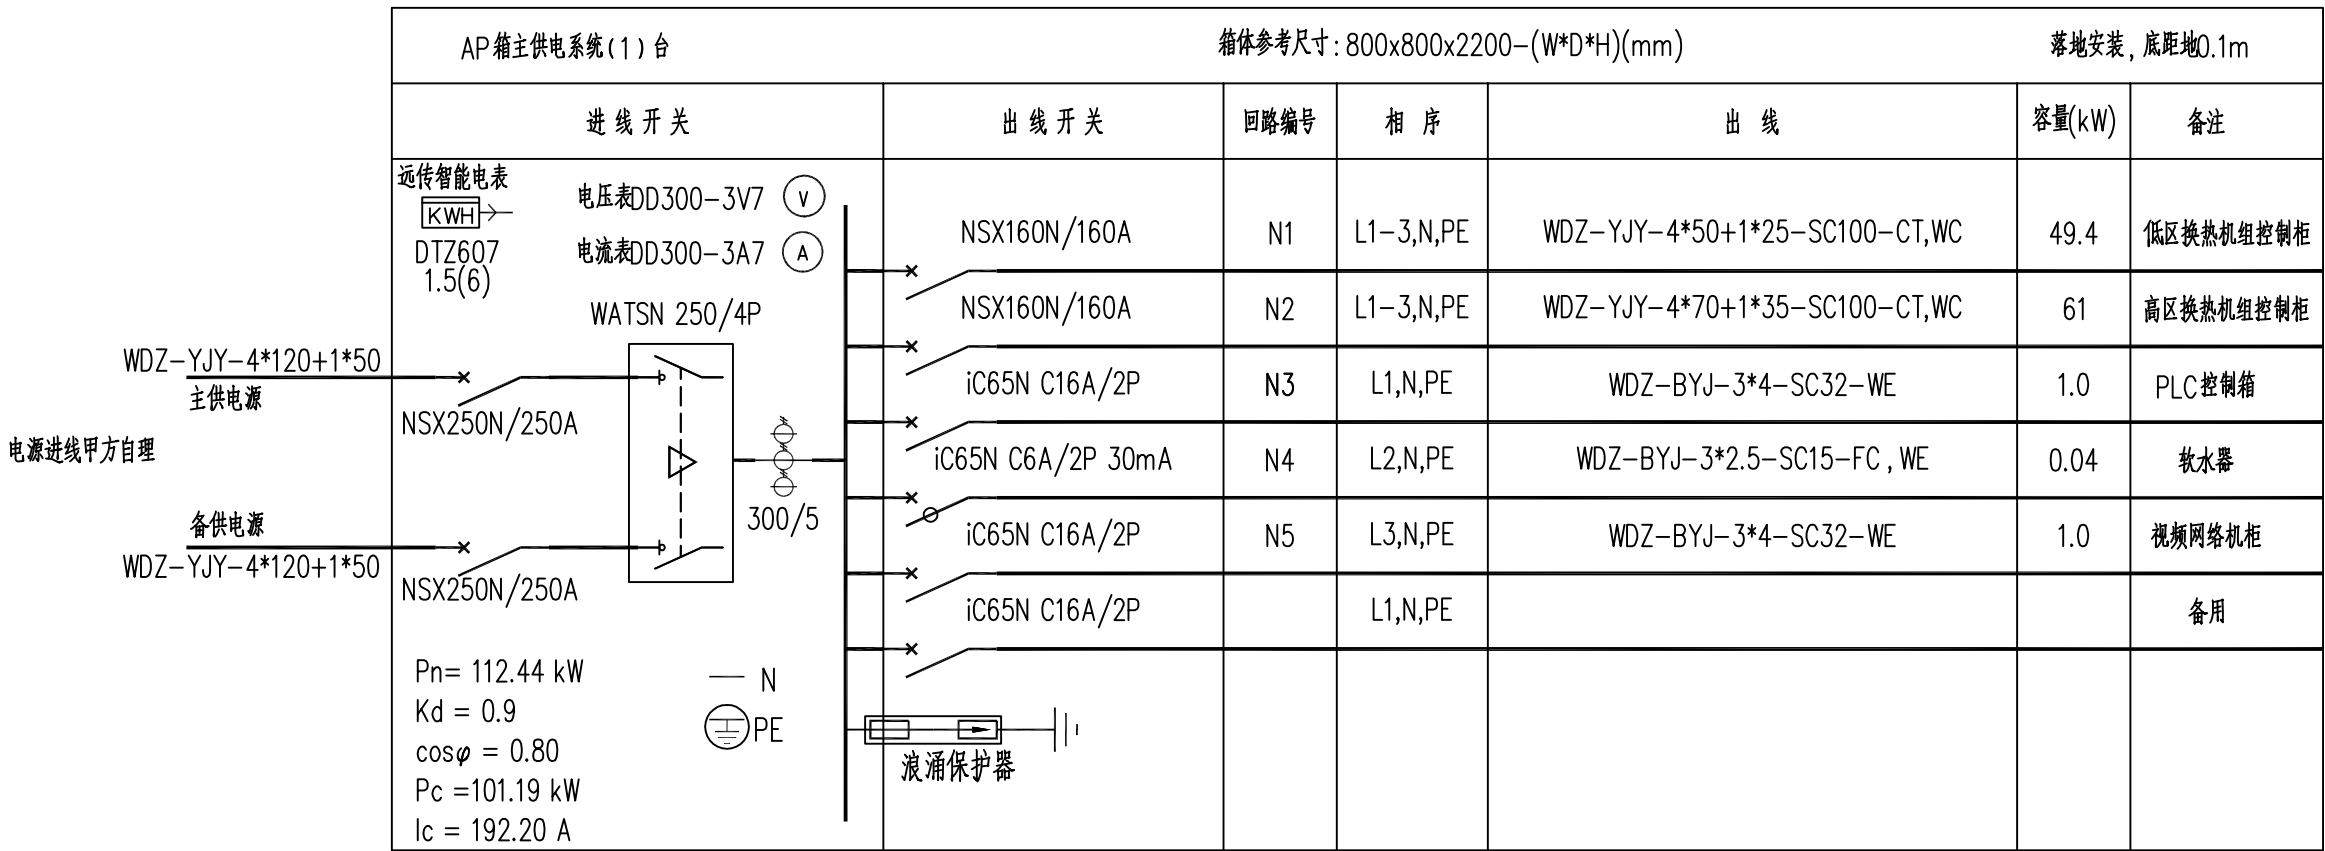 AP箱主供电系统(1)台 箱体参考尺寸:800x800x2200-(W*D*H)(mm) 落地安装,底距地0.1m
进线开关 出线开关 回路编号 相序 出线 容量(kW) 备注
远传智能电表
KWH
DTZ607
1.5(6)
电压表DD300-3V7 V
电流表DD300-3A7 A
WATSN 250/4P
WDZ-YJY-4*120+1*50
主供电源
NSX250N/250A
电源进线甲方自理
备供电源
WDZ-YJY-4*120+1*50
NSX250N/250A
300/5
NSX160N/160A N1 L1-3,N,PE WDZ-YJY-4*50+1*25-SC100-CT,WC 49.4 低区换热机组控制柜
NSX160N/160A N2 L1-3,N,PE WDZ-YJY-4*70+1*35-SC100-CT,WC 61 高区换热机组控制柜
iC65N C16A/2P N3 L1,N,PE WDZ-BYJ-3*4-SC32-WE 1.0 PLC控制箱
iC65N C6A/2P 30mA N4 L2,N,PE WDZ-BYJ-3*2.5-SC15-FC,WE 0.04 软水器
iC65N C16A/2P N5 L3,N,PE WDZ-BYJ-3*4-SC32-WE 1.0 视频网络机柜
iC65N C16A/2P L1,N,PE 备用
Pn= 112.44 kW
Kd = 0.9
cosφ = 0.80
Pc =101.19 kW
Ic = 192.20 A
N
PE
浪涌保护器